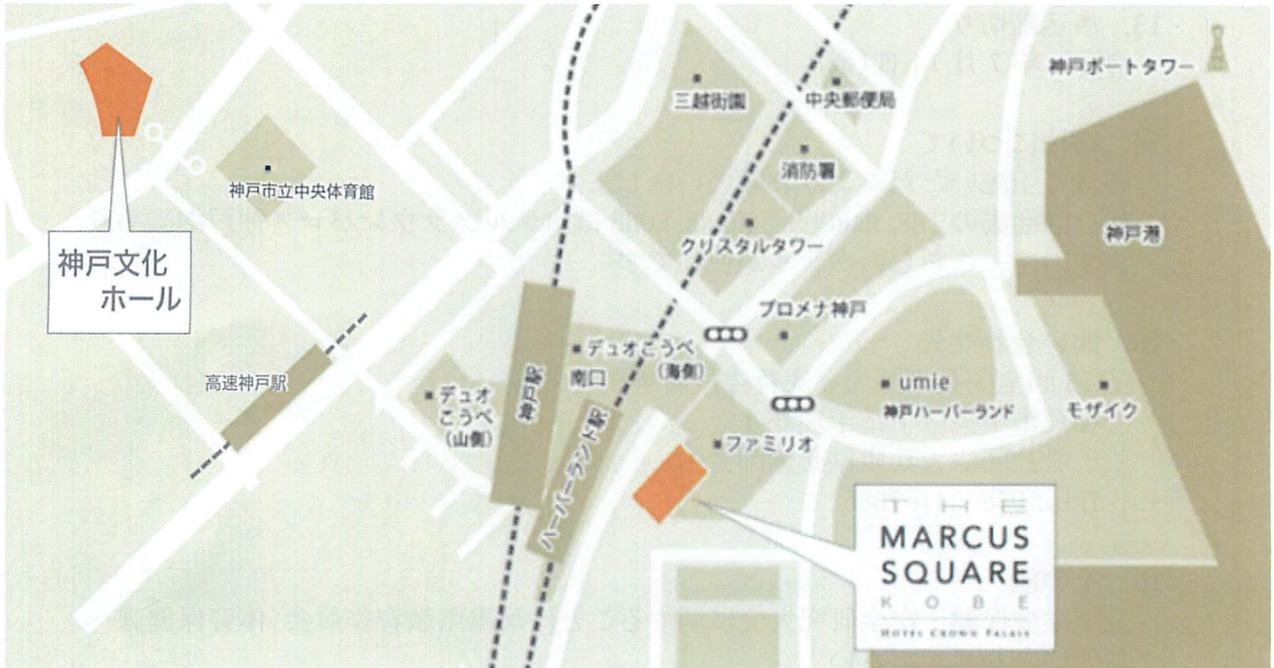 神戸ポートタワー
三越街園
中央郵便局
消防署
神戸市立中央体育館
クリスタルタワー
神戸港
神戸文化
ホール
プロメナ神戸
デュオこうべ
(海側)
南口
高速神戸駅
デュオ
こうべ
(山側)
神戸駅
ハーバーランド駅
umie
神戸ハーバーランド
モザイク
ファミリオ
THE
MARCUS
SQUARE
KOBE
HOTEL CROWN PALAIS